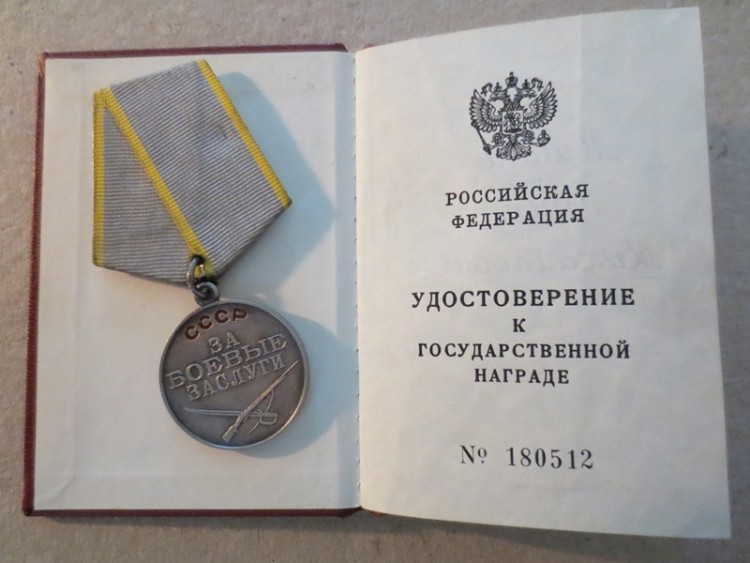 СССР
ЗА
БОЕВЫЕ
ЗАСЛУГИ
РОССИЙСКАЯ
ФЕДЕРАЦИЯ
УДОСТОВЕРЕНИЕ
К
ГОСУДАРСТВЕННОЙ
НАГРАДЕ
№ 180512